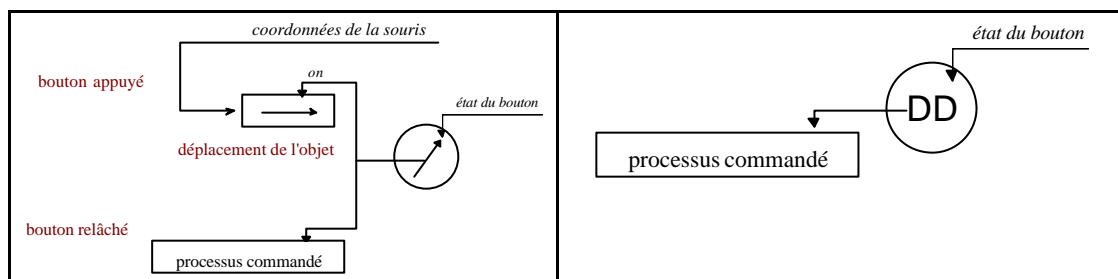 coordonnées de la souris
bouton appuyé
on
état du bouton
déplacement de l'objet
bouton relâché
processus commandé
état du bouton
DD
processus commandé